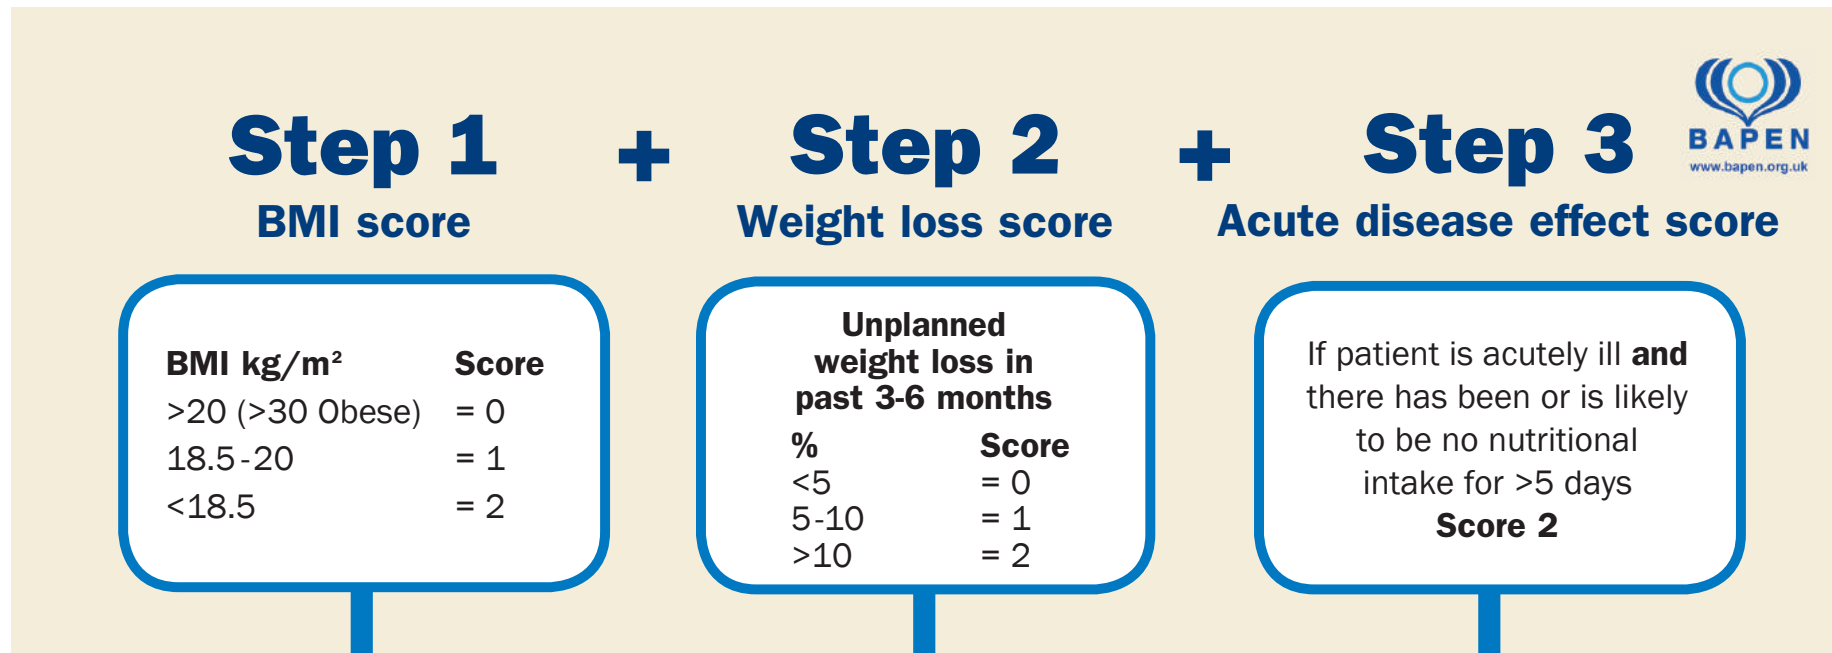 Step 1 + Step 2 + Step 3
BAPEN
www.bapen.org.uk
BMI score
Weight loss score
Acute disease effect score
BMI kg/m² Score
>20 (>30 Obese) = 0
18.5-20 = 1
<18.5 = 2
Unplanned
weight loss in
past 3-6 months
% Score
<5 = 0
5-10 = 1
>10 = 2
If patient is acutely ill and
there has been or is likely
to be no nutritional
intake for >5 days
Score 2